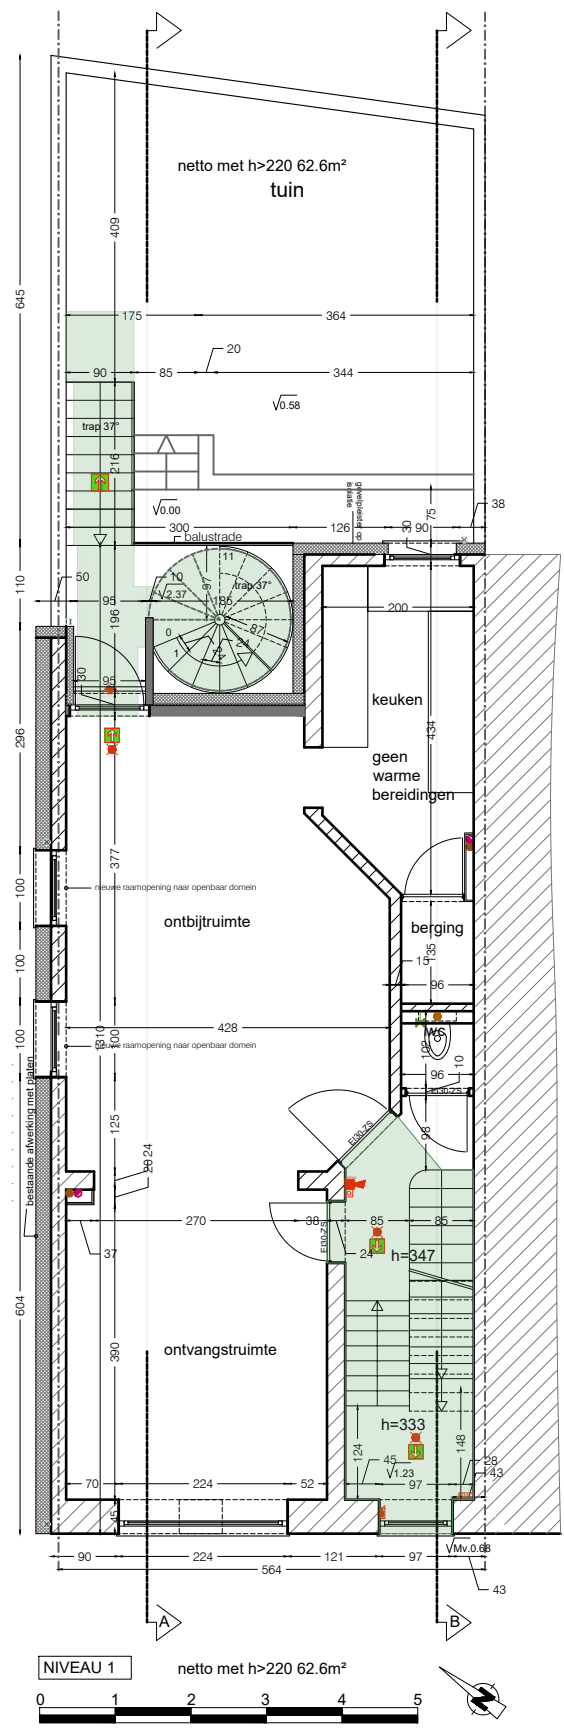 netto met h>220 62.6m²
tuin
409
645
175
364
20
90
85
344
√0.58
trap 37°
216
√0.00
gevelpleister op
isolatie
75
38
300
126
30
90
balustrade
11
50
10
97
trap 37°
110
95
√2.37
185
200
196
87
0
1
24
30
95
keuken
296
434
geen
warme
bereidingen
377
100
nieuwe raamopening naar openbaar domein
ontbijtruimte
berging
135
100
15
96
428
WC
1310
100
100
nieuwe raamopening naar openbaar domein
102
96
10
EI30-ZS
bestaande afwerking met platen
125
EI30-ZS
98
24
20
270
38
85
85
37
EI30-ZS
24
h=347
604
ontvangstruimte
390
h=333
124
45
148
28
√1.23
43
70
224
52
97
45
90
224
121
97
√Mv.0.68
564
43
A
B
NIVEAU 1
netto met h>220 62.6m²
N
0 1 2 3 4 5